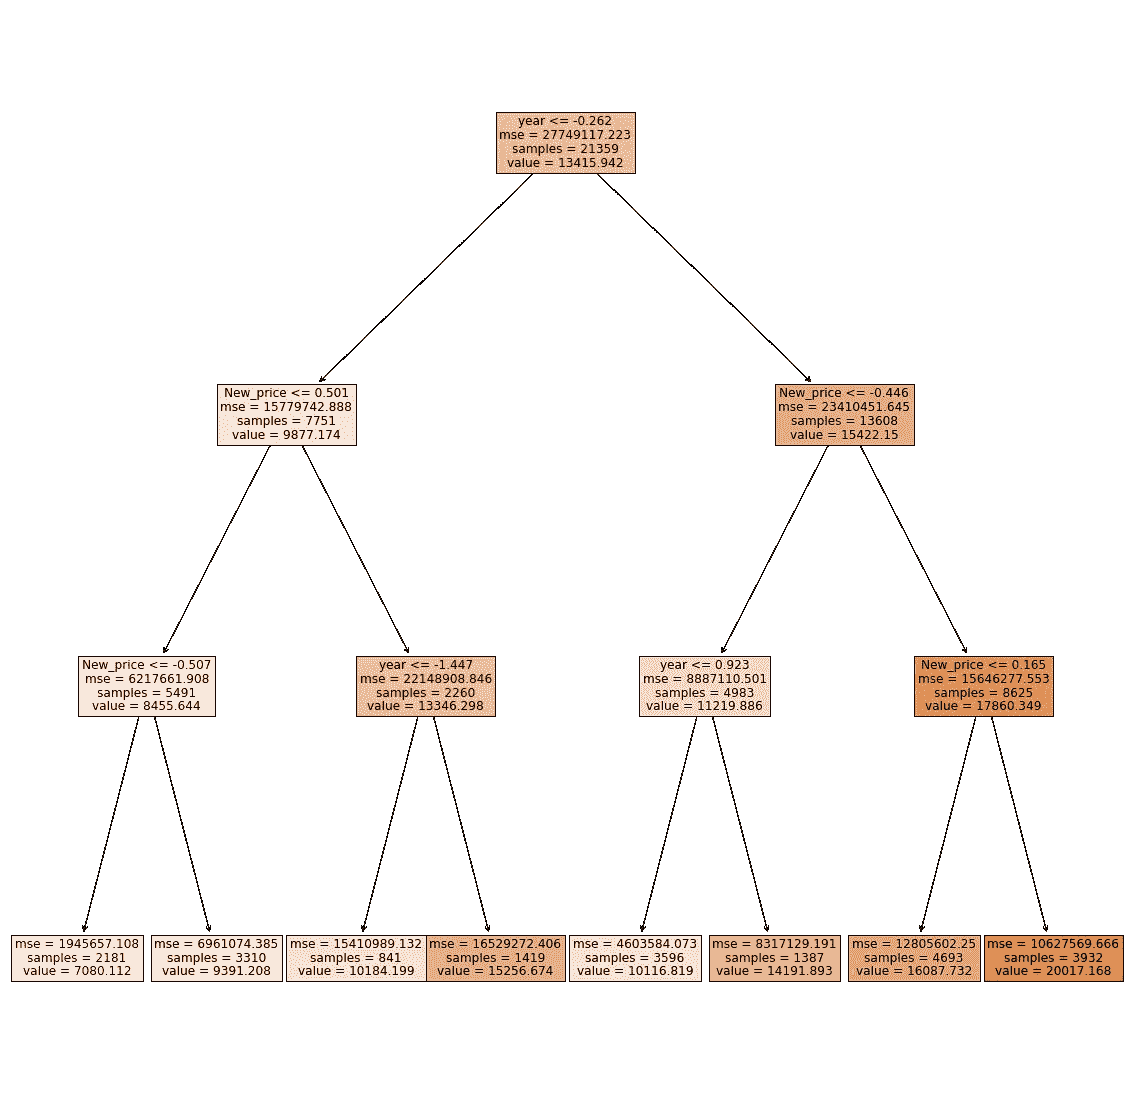 year <= -0.262
mse = 27749117.223
samples = 21359
value = 13415.942
New_price <= 0.501
mse = 15779742.888
samples = 7751
value = 9877.174
New_price <= -0.446
mse = 23410451.645
samples = 13608
value = 15422.15
New_price <= -0.507
mse = 6217661.908
samples = 5491
value = 8455.644
year <= -1.447
mse = 22148908.846
samples = 2260
value = 13346.298
year <= 0.923
mse = 8887110.501
samples = 4983
value = 11219.886
New_price <= 0.165
mse = 15646277.553
samples = 8625
value = 17860.349
mse = 1945657.108
samples = 2181
value = 7080.112
mse = 6961074.385
samples = 3310
value = 9391.208
mse = 15410989.132
samples = 841
value = 10184.199
mse = 16529272.406
samples = 1419
value = 15256.674
mse = 4603584.073
samples = 3596
value = 10116.819
mse = 8317129.191
samples = 1387
value = 14191.893
mse = 12805602.25
samples = 4693
value = 16087.732
mse = 10627569.666
samples = 3932
value = 20017.168